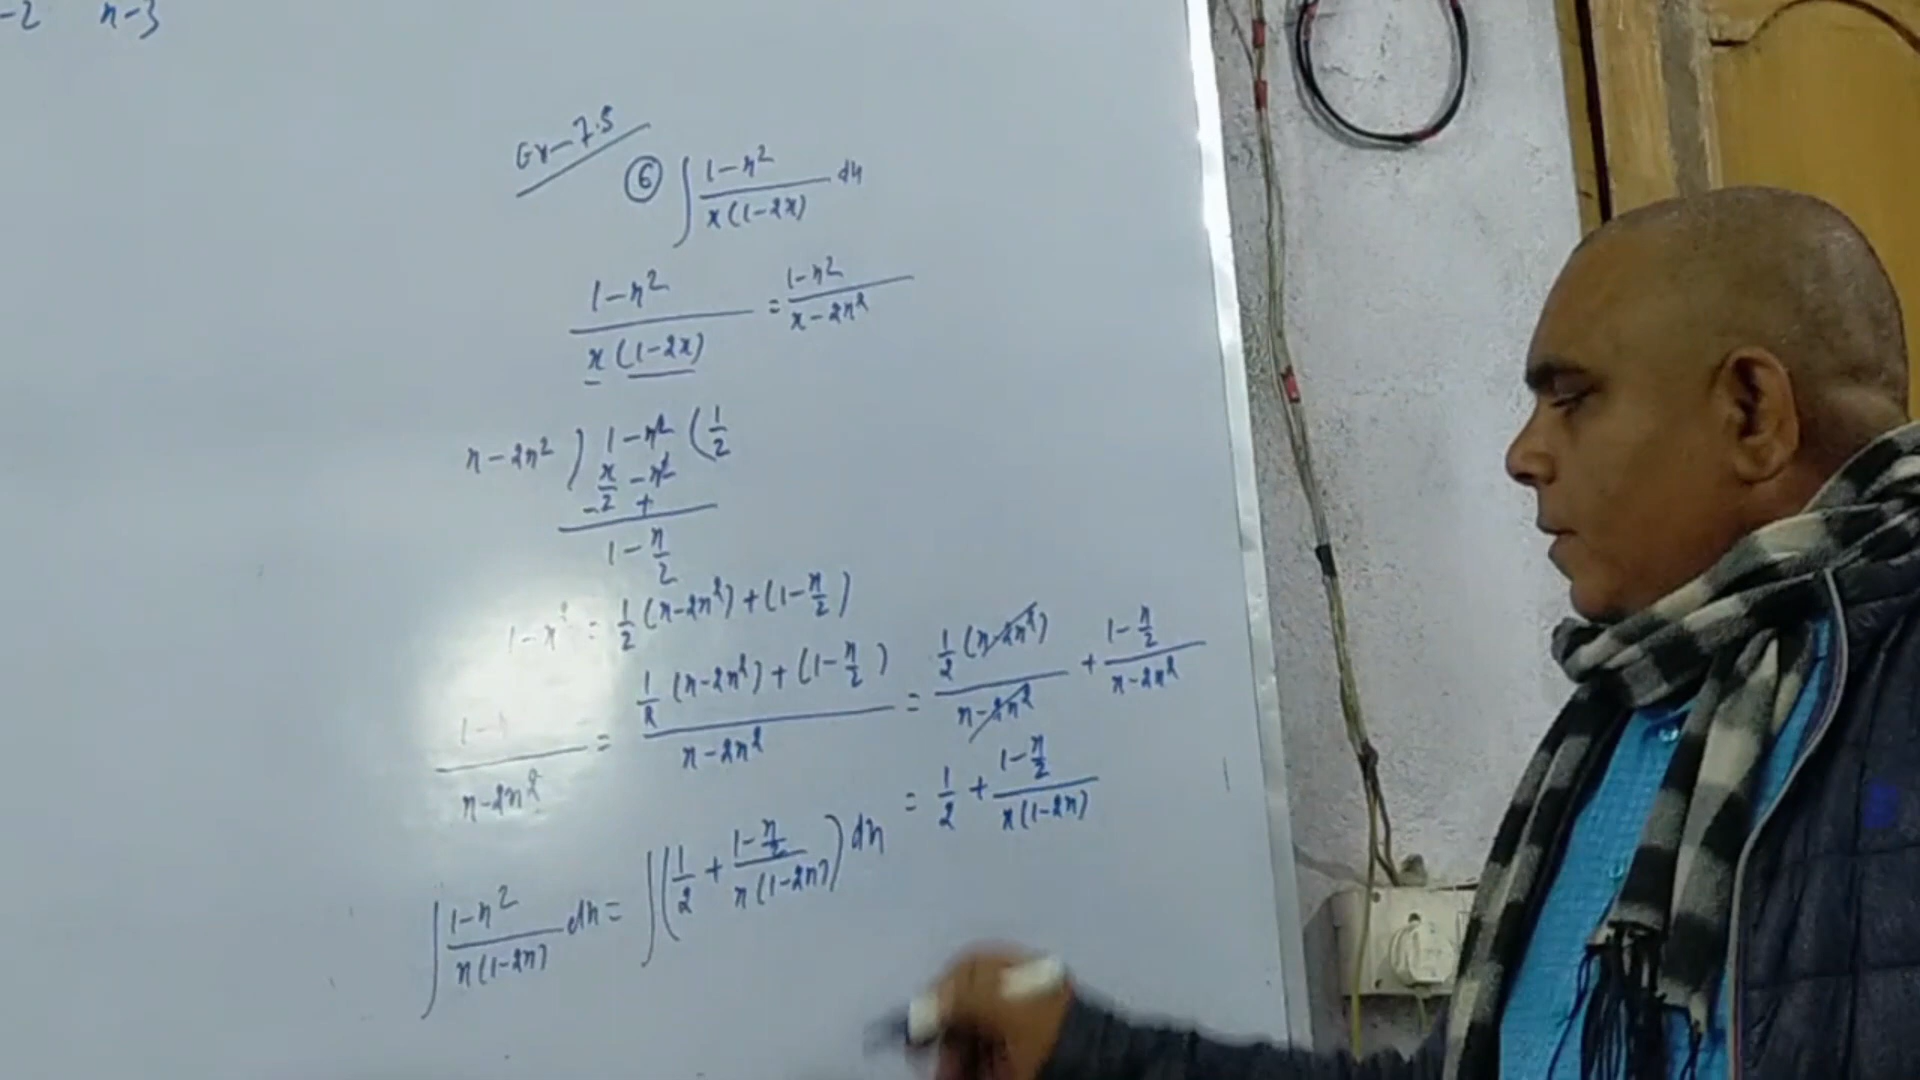 -2 x-3
Ex-7.5
⑥ ∫ (1-x²)/(x(1-2x)) dx
(1-x²)/(x(1-2x)) = (1-x²)/(x-2x²)
x-2x² ) 1-x² ( 1/2
x/2 - x²
- +
1 - x/2
1-x² = 1/2 (x-2x²) + (1-x/2)
/(x-2x²) = (1/2 (x-2x²) + (1-x/2))/(x-2x²) = (1/2 (x-2x²))/(x-2x²) + (1-x/2)/(x-2x²)
= 1/2 + (1-x/2)/(x(1-2x))
∫ (1-x²)/(x(1-2x)) dx = ∫ (1/2 + (1-x/2)/(x(1-2x))) dx